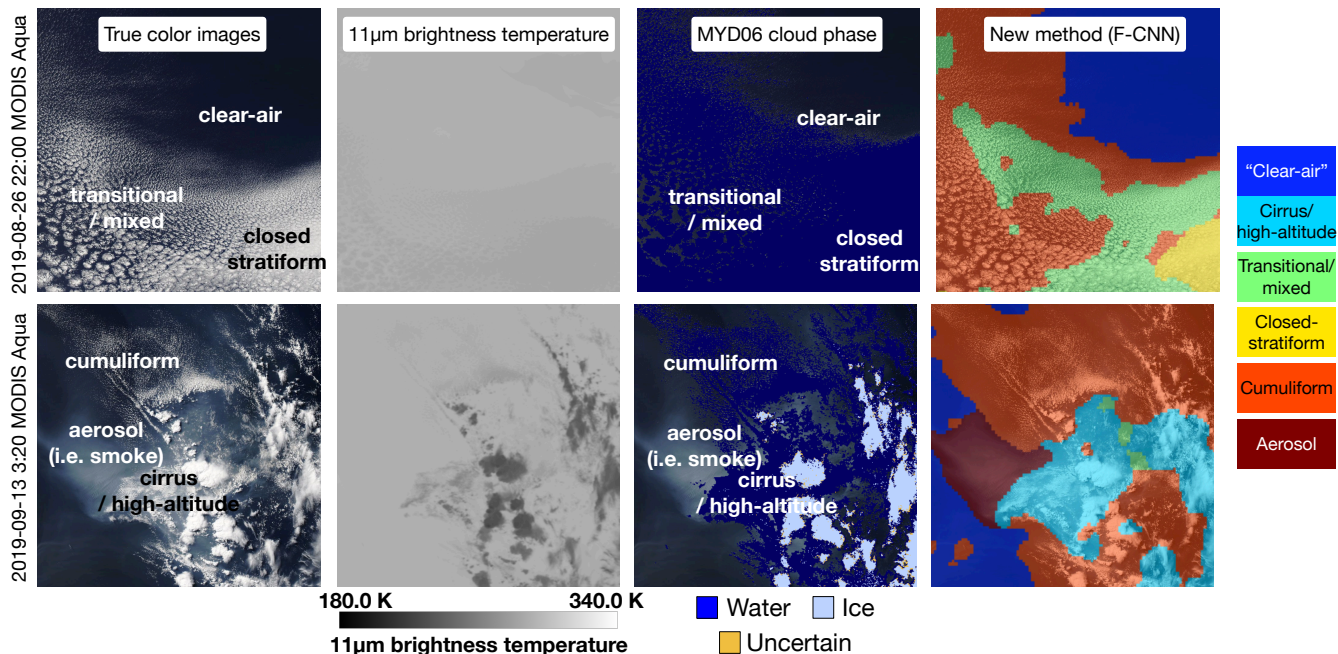 True color images
11μm brightness temperature
MYD06 cloud phase
New method (F-CNN)
2019-08-26 22:00 MODIS Aqua
clear-air
transitional
/ mixed
closed
stratiform
clear-air
transitional
/ mixed
closed
stratiform
2019-09-13 3:20 MODIS Aqua
cumuliform
aerosol
(i.e. smoke)
cirrus
/ high-altitude
cumuliform
aerosol
(i.e. smoke)
cirrus
/ high-altitude
“Clear-air”
Cirrus/
high-altitude
Transitional/
mixed
Closed-
stratiform
Cumuliform
Aerosol
180.0 K
340.0 K
11μm brightness temperature
Water
Ice
Uncertain